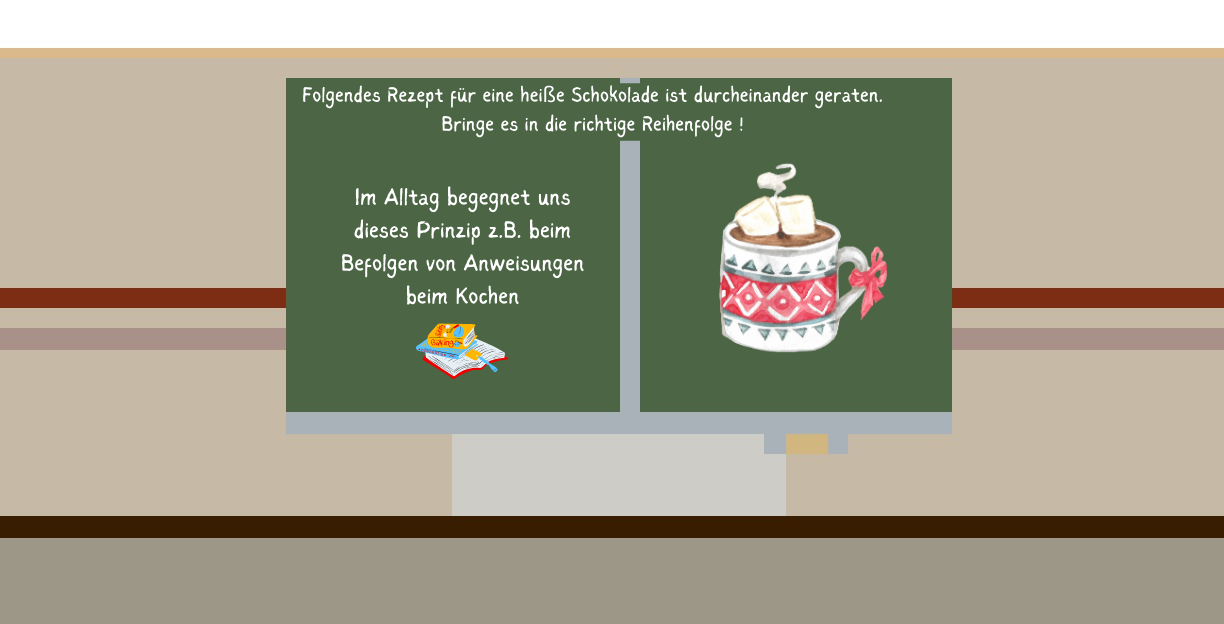 Folgendes Rezept für eine heiße Schokolade ist durcheinander geraten.
Bringe es in die richtige Reihenfolge !
Im Alltag begegnet uns
dieses Prinzip z.B. beim
Befolgen von Anweisungen
beim Kochen